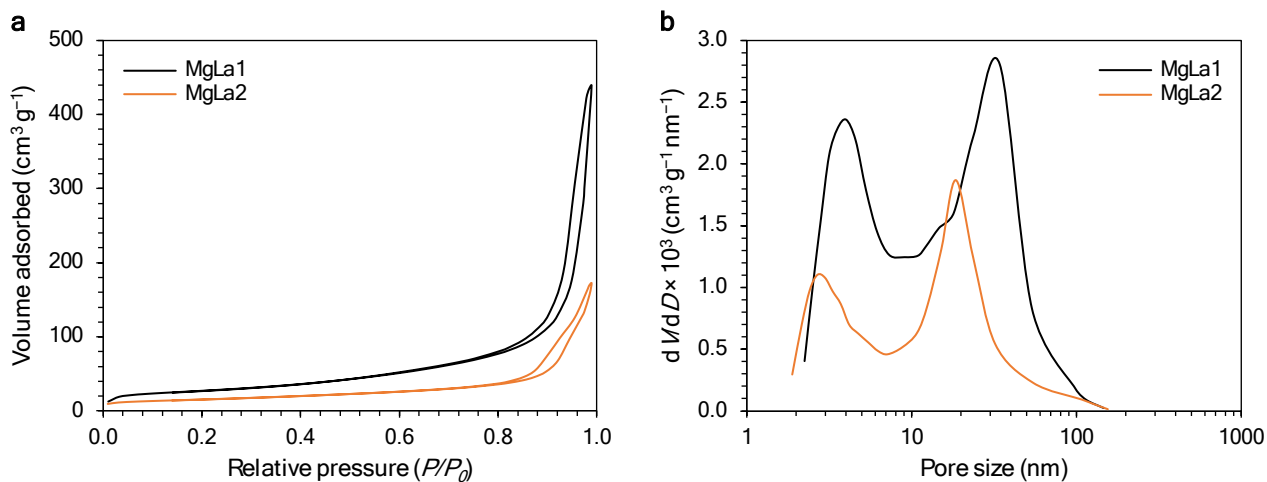 a
500
400
300
200
100
0
Volume adsorbed (cm³ g⁻¹)
MgLa1
MgLa2
0.0 0.2 0.4 0.6 0.8 1.0
Relative pressure (P/P₀)
b
3.0
2.5
2.0
1.5
1.0
0.5
0.0
dV/dD × 10³ (cm³ g⁻¹ nm⁻¹)
MgLa1
MgLa2
1 10 100 1000
Pore size (nm)